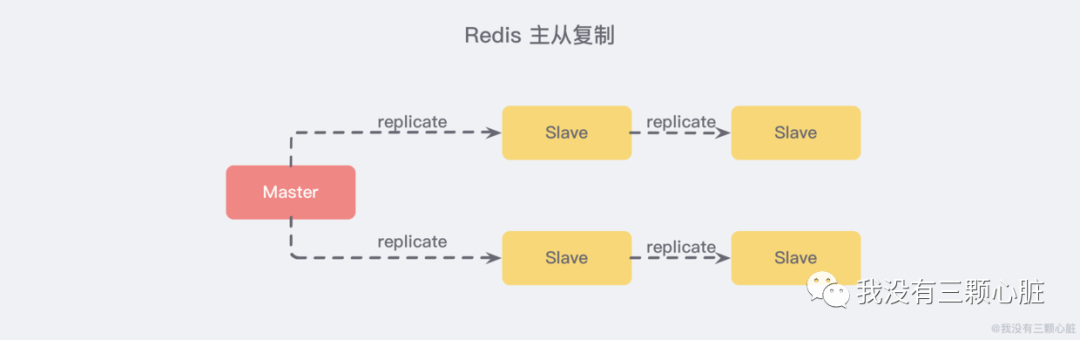 Redis 主从复制
replicate
Slave
replicate
Slave
Master
replicate
Slave
replicate
Slave
我没有三颗心脏
@我没有三颗心脏